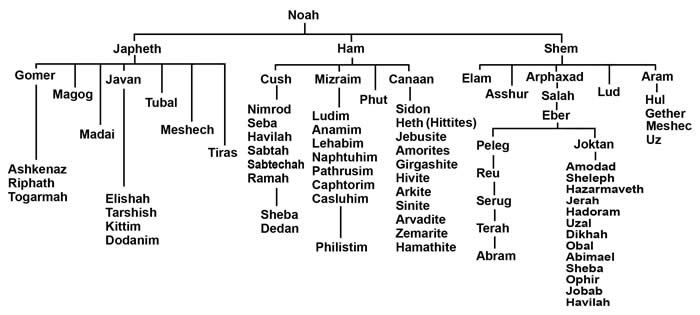 Noah
Japheth Ham Shem
Gomer Magog Madai Javan Tubal Meshech Tiras
Cush Mizraim Phut Canaan
Elam Asshur Arphaxad Lud Aram
Ashkenaz
Riphath
Togarmah
Elishah
Tarshish
Kittim
Dodanim
Nimrod
Seba
Havilah
Sabtah
Sabtechah
Ramah
Sheba
Dedan
Ludim
Anamim
Lehabim
Naphtuhim
Pathrusim
Caphtorim
Casluhim
Philistim
Sidon
Heth (Hittites)
Jebusite
Amorites
Girgashite
Hivite
Arkite
Sinite
Arvadite
Zemarite
Hamathite
Salah
Eber
Peleg
Reu
Serug
Terah
Abram
Joktan
Amodad
Sheleph
Hazarmaveth
Jerah
Hadoram
Uzal
Dikhah
Obal
Abimael
Sheba
Ophir
Jobab
Havilah
Hul
Gether
Meshec
Uz